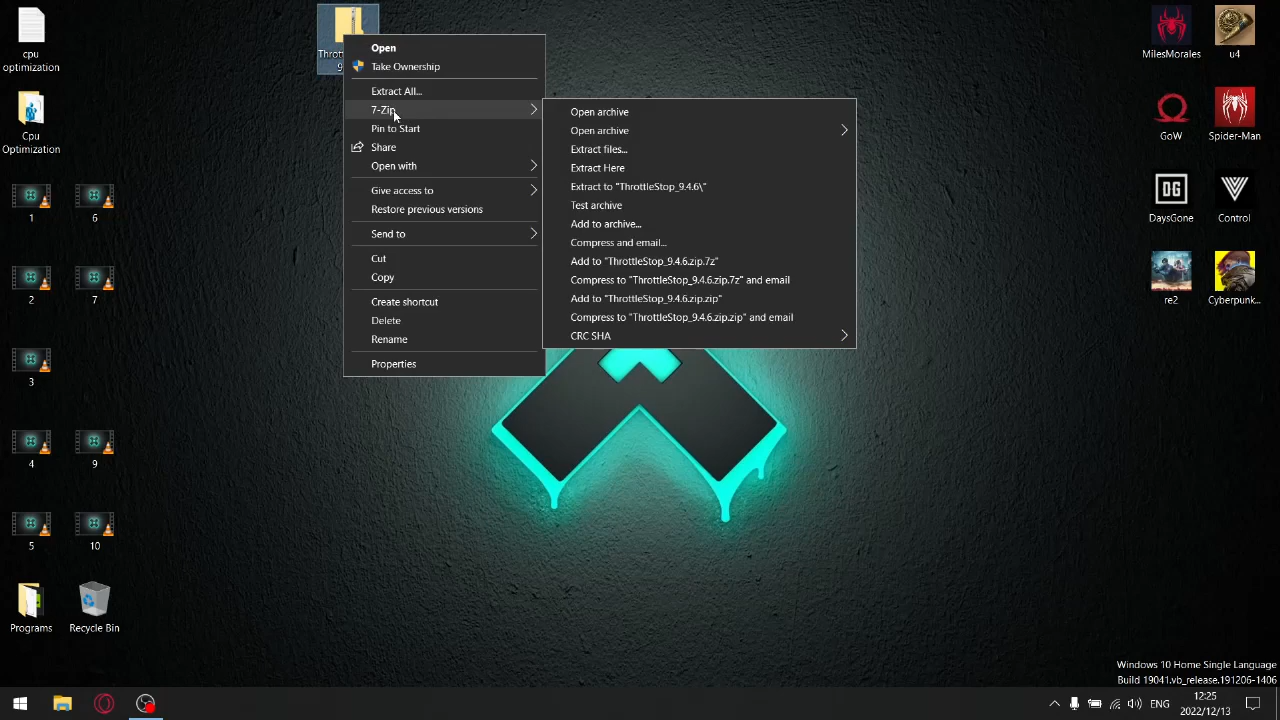 cpu
optimization
Cpu
Optimization
1
6
2
7
3
4
9
5
10
Programs
Recycle Bin
Thrott
9
Open
Take Ownership
Extract All...
7-Zip
Pin to Start
Share
Open with
Give access to
Restore previous versions
Send to
Cut
Copy
Create shortcut
Delete
Rename
Properties
Open archive
Open archive
Extract files...
Extract Here
Extract to "ThrottleStop_9.4.6\"
Test archive
Add to archive...
Compress and email...
Add to "ThrottleStop_9.4.6.zip.7z"
Compress to "ThrottleStop_9.4.6.zip.7z" and email
Add to "ThrottleStop_9.4.6.zip.zip"
Compress to "ThrottleStop_9.4.6.zip.zip" and email
CRC SHA
MilesMorales
u4
GoW
Spider-Man
DG
DaysGone
Control
re2
Cyberpunk...
Windows 10 Home Single Language
Build 19041.vb_release.191206-1406
ENG
12:25
2022/12/13